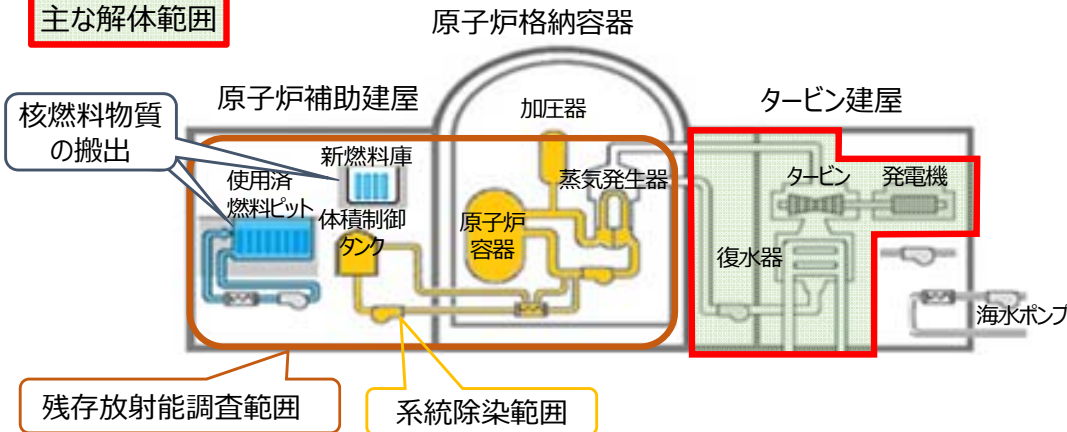 主な解体範囲
原子炉格納容器
原子炉補助建屋
タービン建屋
核燃料物質
の搬出
加圧器
新燃料庫
使用済
燃料ピット
体積制御
タンク
蒸気発生器
原子炉
容器
タービン
発電機
復水器
海水ポンプ
残存放射能調査範囲
系統除染範囲